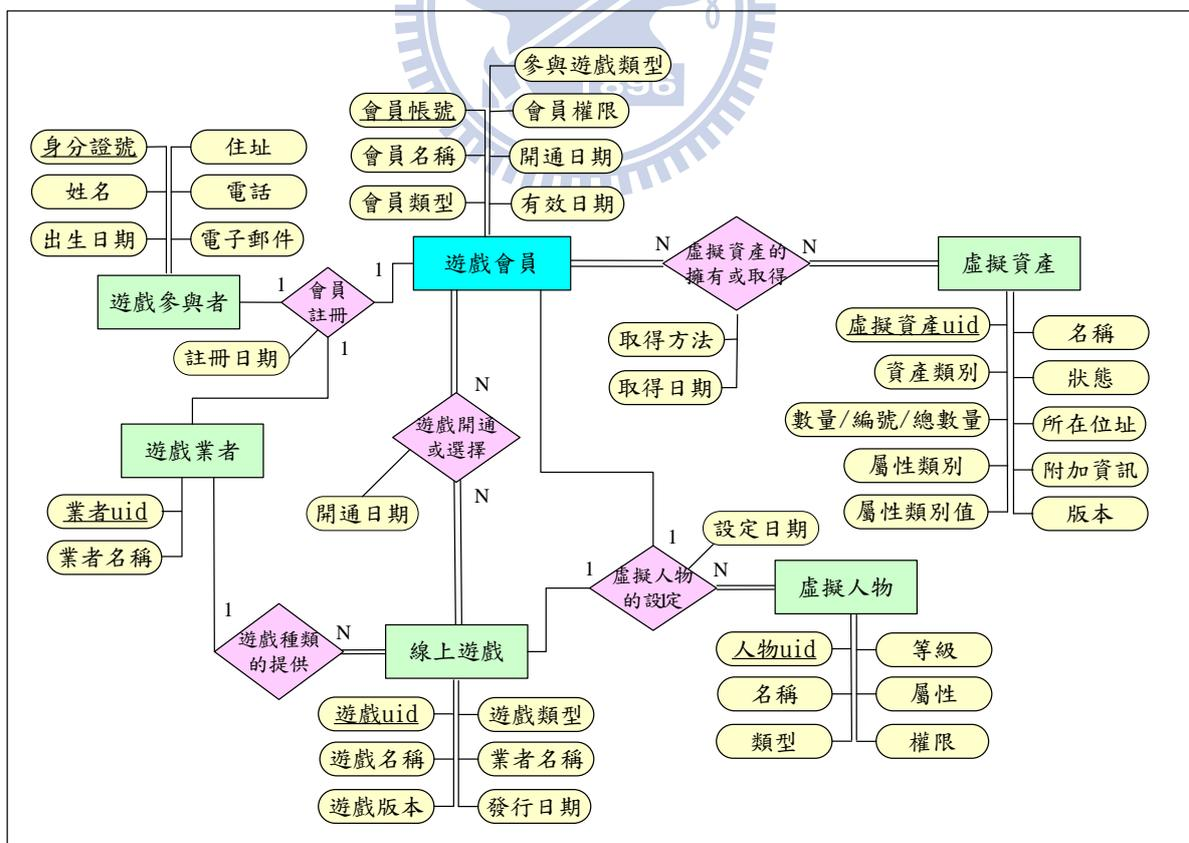 參與遊戲類型
896
會員帳號
會員權限
身分證號
住址
會員名稱
開通日期
姓名
電話
會員類型
有效日期
出生日期
電子郵件
遊戲會員
N
虛擬資產的
擁有或取得
N
虛擬資產
遊戲參與者
1
會員
註冊
1
註冊日期
1
取得方法
取得日期
虛擬資產uid
名稱
資產類別
狀態
數量/編號/總數量
所在位址
屬性類別
附加資訊
屬性類別值
版本
N
遊戲開通
或選擇
N
開通日期
遊戲業者
業者uid
業者名稱
設定日期
1
1
虛擬人物
的設定
N
虛擬人物
1
遊戲種類
的提供
N
線上遊戲
人物uid
等級
名稱
屬性
類型
權限
遊戲uid
遊戲類型
遊戲名稱
業者名稱
遊戲版本
發行日期